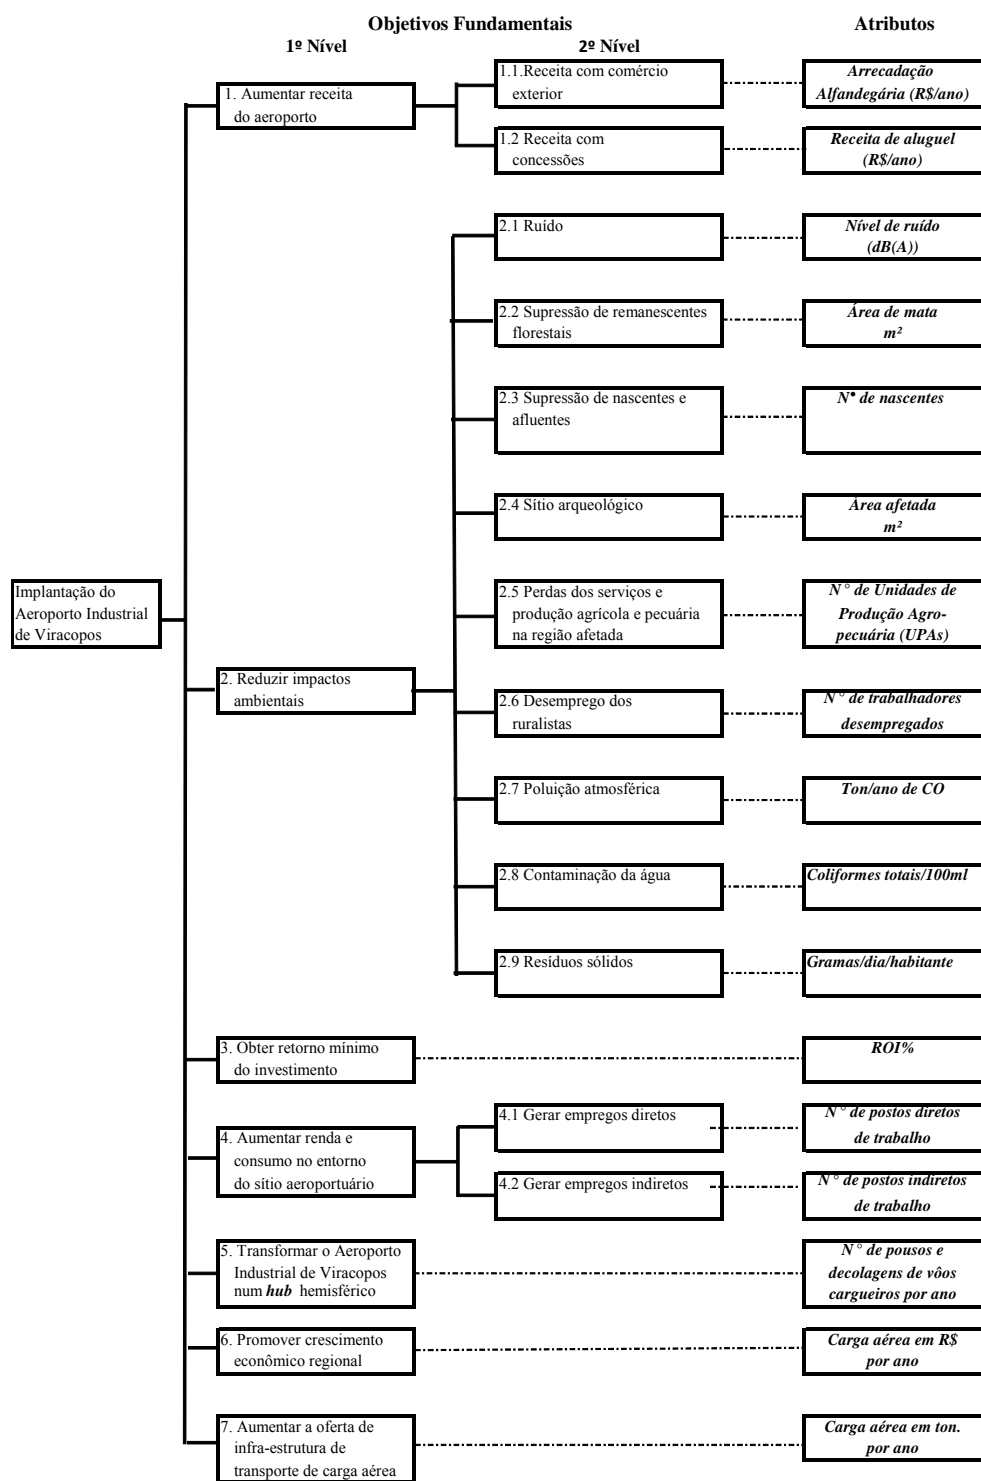 Objetivos Fundamentais
Atributos
1º Nível
2º Nível
1. Aumentar receita
do aeroporto
1.1.Receita com comércio
exterior
Arrecadação
Alfandegária (R$/ano)
1.2 Receita com
concessões
Receita de aluguel
(R$/ano)
2.1 Ruído
Nível de ruído
(dB(A))
2.2 Supressão de remanescentes
florestais
Área de mata
m²
2.3 Supressão de nascentes e
afluentes
N° de nascentes
2.4 Sítio arqueológico
Área afetada
m²
Implantação do
Aeroporto Industrial
de Viracopos
2.5 Perdas dos serviços e
produção agrícola e pecuária
na região afetada
N° de Unidades de
Produção Agro-
pecuária (UPAs)
2. Reduzir impactos
ambientais
2.6 Desemprego dos
ruralistas
N° de trabalhadores
desempregados
2.7 Poluição atmosférica
Ton/ano de CO
2.8 Contaminação da água
Coliformes totais/100ml
2.9 Resíduos sólidos
Gramas/dia/habitante
3. Obter retorno mínimo
do investimento
ROI%
4. Aumentar renda e
consumo no entorno
do sítio aeroportuário
4.1 Gerar empregos diretos
N° de postos diretos
de trabalho
4.2 Gerar empregos indiretos
N° de postos indiretos
de trabalho
5. Transformar o Aeroporto
Industrial de Viracopos
num hub hemisférico
N° de pousos e
decolagens de vôos
cargueiros por ano
6. Promover crescimento
econômico regional
Carga aérea em R$
por ano
7. Aumentar a oferta de
infra-estrutura de
transporte de carga aérea
Carga aérea em ton.
por ano